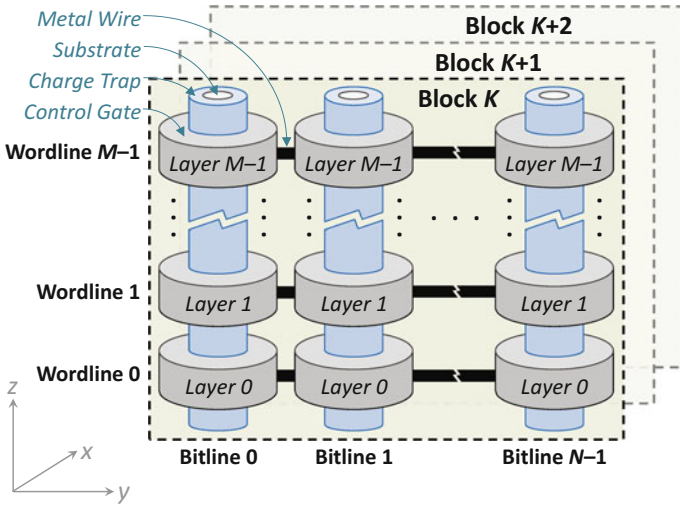 Metal Wire
Substrate
Charge Trap
Control Gate
Block K+2
Block K+1
Block K
Wordline M–1
Layer M–1
Layer M–1
Layer M–1
Wordline 1
Layer 1
Layer 1
Layer 1
Wordline 0
Layer 0
Layer 0
Layer 0
Bitline 0
Bitline 1
Bitline N–1
z
x
y